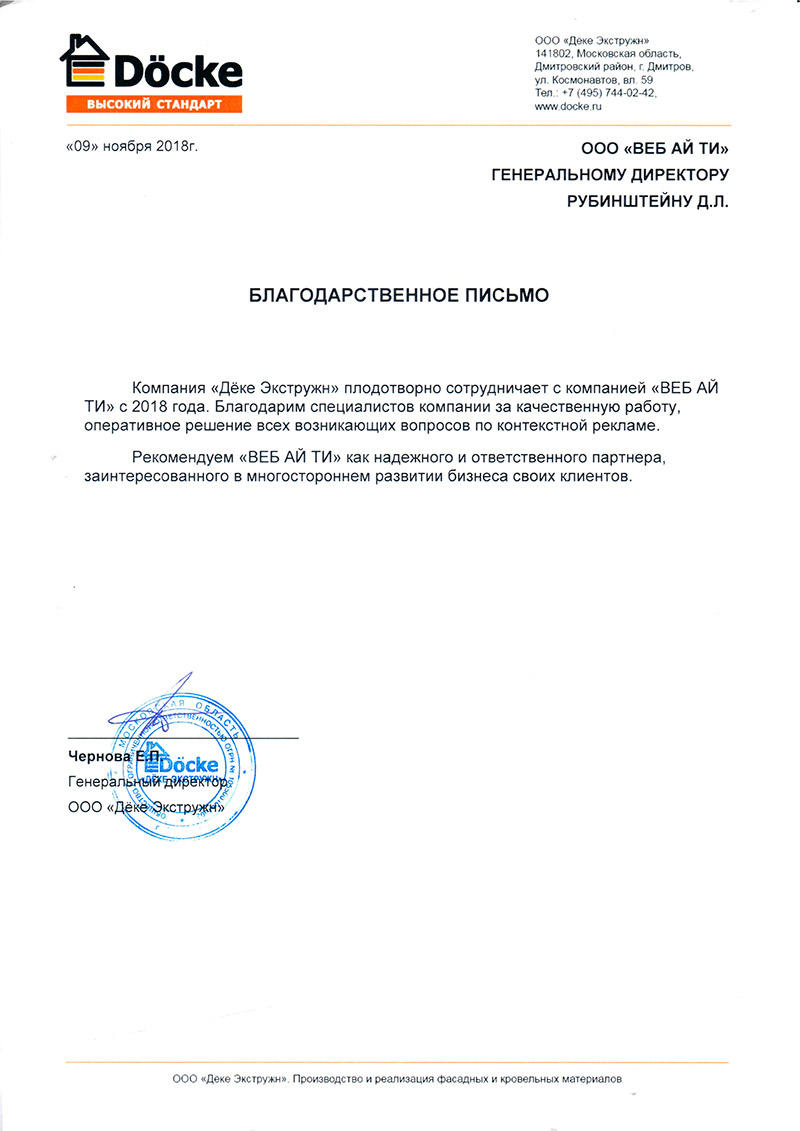 Döcke
ВЫСОКИЙ СТАНДАРТ
ООО «Деке Экстружн»
141802, Московская область,
Дмитровский район, г. Дмитров,
ул. Космонавтов, вл. 59
Тел.: +7 (495) 744-02-42,
www.docke.ru
«09» ноября 2018г.
ООО «ВЕБ АЙ ТИ»
ГЕНЕРАЛЬНОМУ ДИРЕКТОРУ
РУБИНШТЕЙНУ Д.Л.
БЛАГОДАРСТВЕННОЕ ПИСЬМО
Компания «Дёке Экстружн» плодотворно сотрудничает с компанией «ВЕБ АЙ
ТИ» с 2018 года. Благодарим специалистов компании за качественную работу,
оперативное решение всех возникающих вопросов по контекстной рекламе.
Рекомендуем «ВЕБ АЙ ТИ» как надежного и ответственного партнера,
заинтересованного в многостороннем развитии бизнеса своих клиентов.
МОСКОВСКАЯ ОБЛАСТЬ
Döcke
«ДЁКЕ ЭКСТРУЖН»
Чернова Е.П.
Генеральный директор
ООО «Дёке Экстружн»
ООО «Деке Экстружн». Производство и реализация фасадных и кровельных материалов